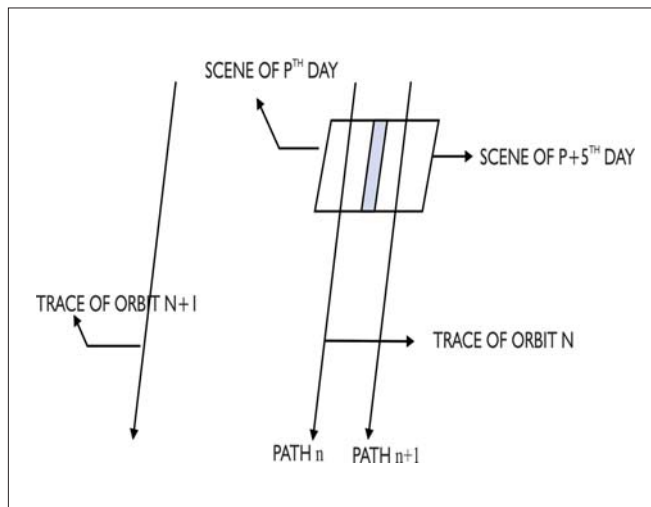 SCENE OF PTH DAY
SCENE OF P+5TH DAY
TRACE OF ORBIT N+1
TRACE OF ORBIT N
PATH n
PATH n+1